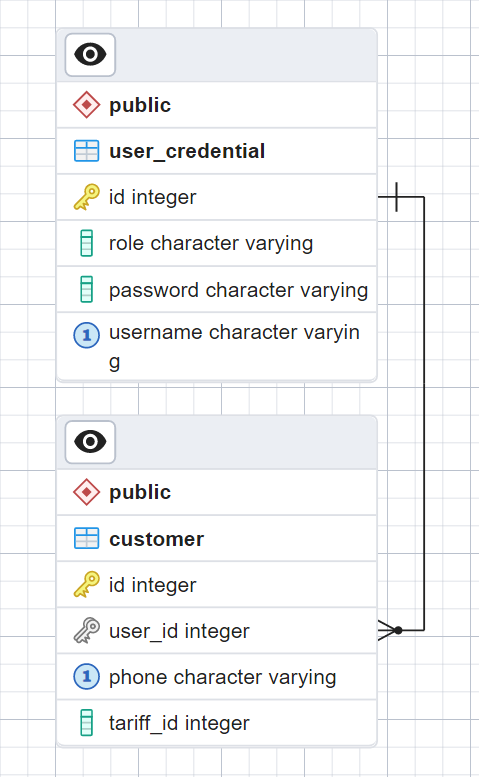 public
user_credential
id integer
role character varying
password character varying
1 username character varyin
g
public
customer
id integer
user_id integer
1 phone character varying
tariff_id integer